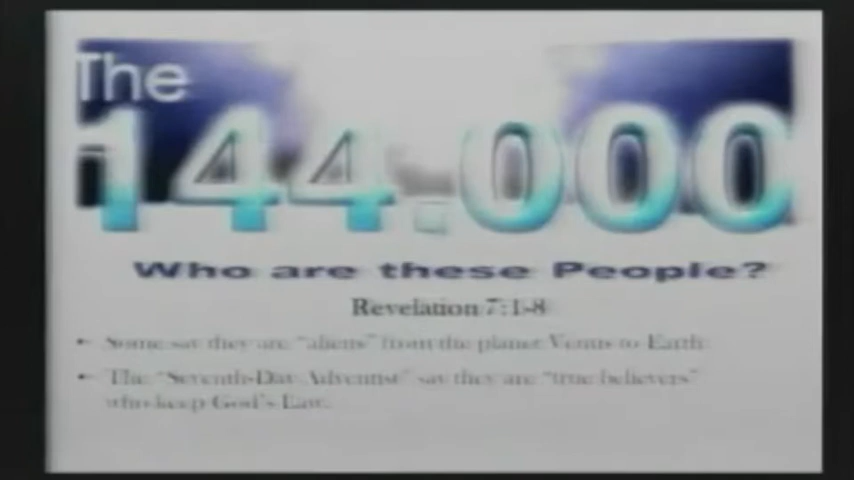 The
144.000
Who are these People?
Revelation 7:1-8
Some say they are "aliens" from the planet Venus to Earth
The "Seventh-Day Adventist" say they are "true believers"
who keep God's Law.